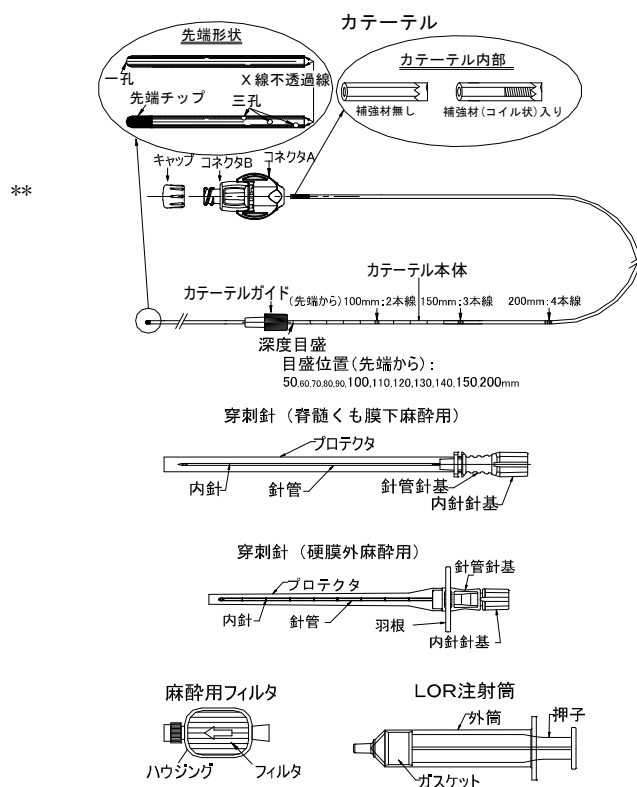 カテーテル
先端形状
一孔
X線不透過線
先端チップ
三孔
カテーテル内部
補強材無し
補強材(コイル状)入り
**
キャップ
コネクタB
コネクタA
カテーテル本体
カテーテルガイド
(先端から)100mm:2本線
150mm:3本線
200mm:4本線
深度目盛
目盛位置(先端から):
50,60,70,80,90,100,110,120,130,140,150,200mm
穿刺針(脊髄くも膜下麻酔用)
プロテクタ
内針
針管
針管針基
内針針基
穿刺針(硬膜外麻酔用)
プロテクタ
針管針基
内針
針管
羽根
内針針基
麻酔用フィルタ
ハウジング
フィルタ
LOR注射筒
外筒
押子
ガスケット